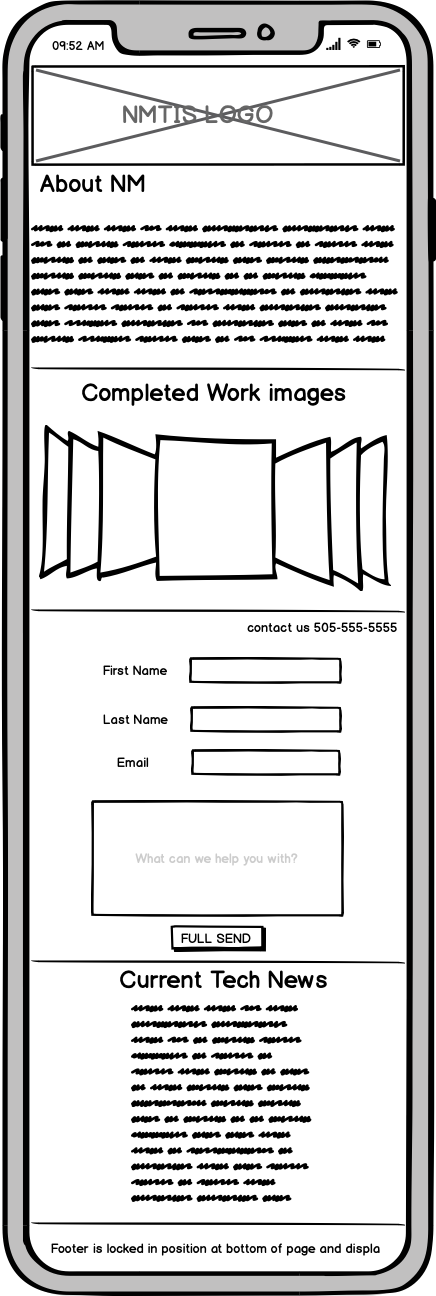 09:52 AM
NMTIS LOGO
About NM
Completed Work images
contact us 505-555-5555
First Name
Last Name
Email
What can we help you with?
FULL SEND
Current Tech News
Footer is locked in position at bottom of page and displa